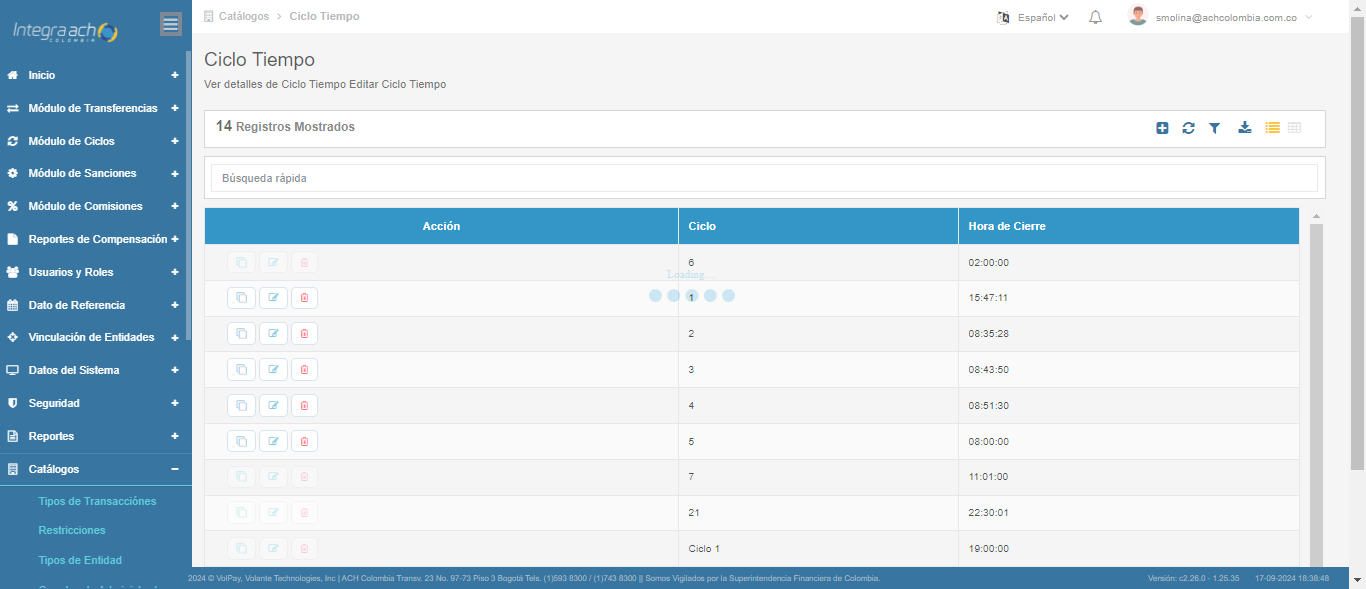 Integra ach
COLOMBIA
Catálogos > Ciclo Tiempo
Español
smolina@achcolombia.com.co
Inicio +
Módulo de Transferencias +
Módulo de Ciclos +
Módulo de Sanciones +
Módulo de Comisiones +
Reportes de Compensación +
Usuarios y Roles +
Dato de Referencia +
Vinculación de Entidades +
Datos del Sistema +
Seguridad +
Reportes +
Catálogos −
Tipos de Transacciónes
Restricciones
Tipos de Entidad
Ciclo Tiempo
Ver detalles de Ciclo Tiempo Editar Ciclo Tiempo
14 Registros Mostrados
Búsqueda rápida
Acción Ciclo Hora de Cierre
6 02:00:00
Loading...
1 15:47:11
2 08:35:28
3 08:43:50
4 08:51:30
5 08:00:00
7 11:01:00
21 22:30:01
Ciclo 1 19:00:00
2024 © VolPay, Volante Technologies, Inc | ACH Colombia Transv. 23 No. 97-73 Piso 3 Bogotá Tels. (1)593 8300 / (1)743 8300 || Somos Vigilados por la Superintendencia Financiera de Colombia. Versión: c2.26.0 - 1.25.35 17-09-2024 18:38:48